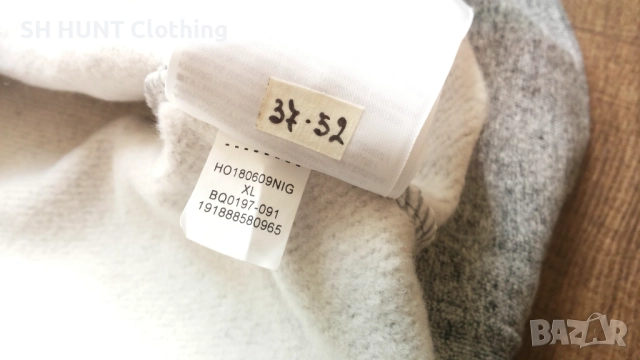 SH HUNT Clothing
37-52
HO180609NIG
XL
BQ0197-091
191888580965
BAZAR